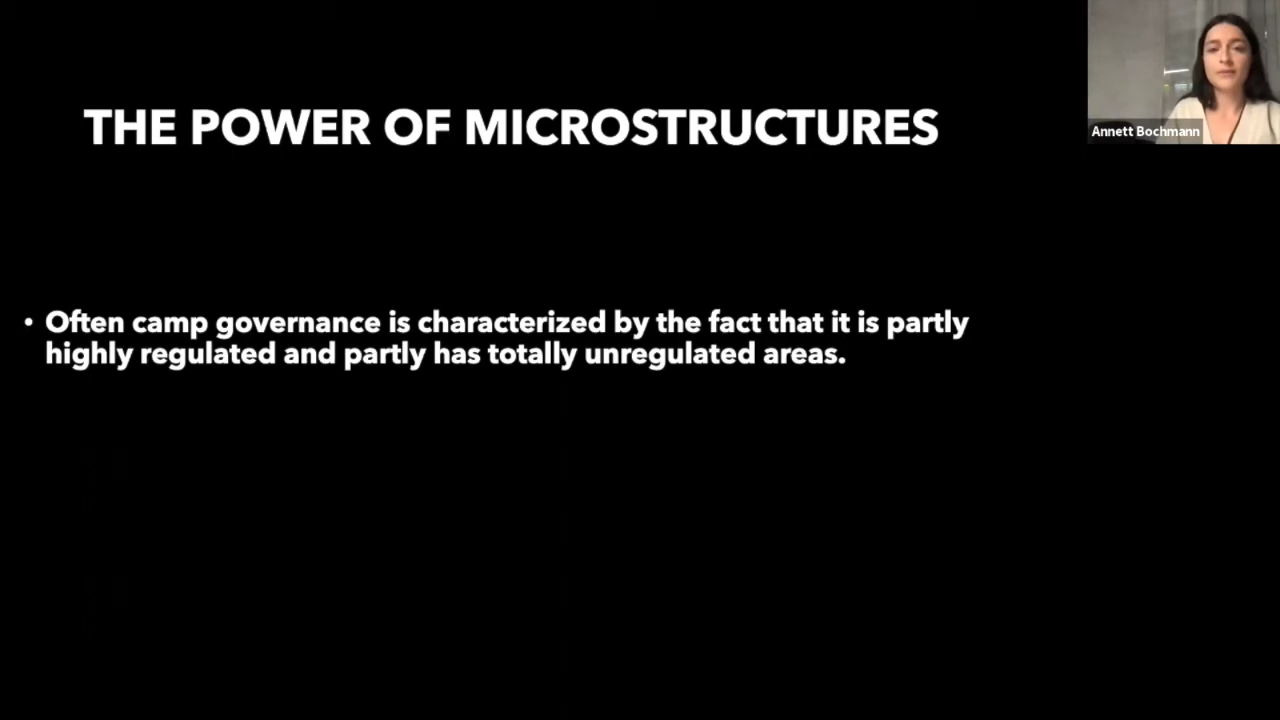 THE POWER OF MICROSTRUCTURES
Annett Bochmann
• Often camp governance is characterized by the fact that it is partly
highly regulated and partly has totally unregulated areas.